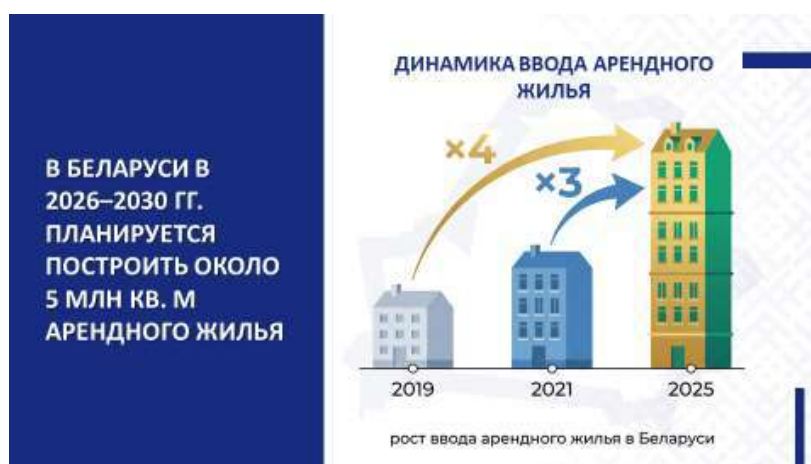 В БЕЛАРУСИ В
2026–2030 ГГ.
ПЛАНИРУЕТСЯ
ПОСТРОИТЬ ОКОЛО
5 МЛН КВ. М
АРЕНДНОГО ЖИЛЬЯ
ДИНАМИКА ВВОДА АРЕНДНОГО
ЖИЛЬЯ
×4
×3
2019 2021 2025
рост ввода арендного жилья в Беларуси